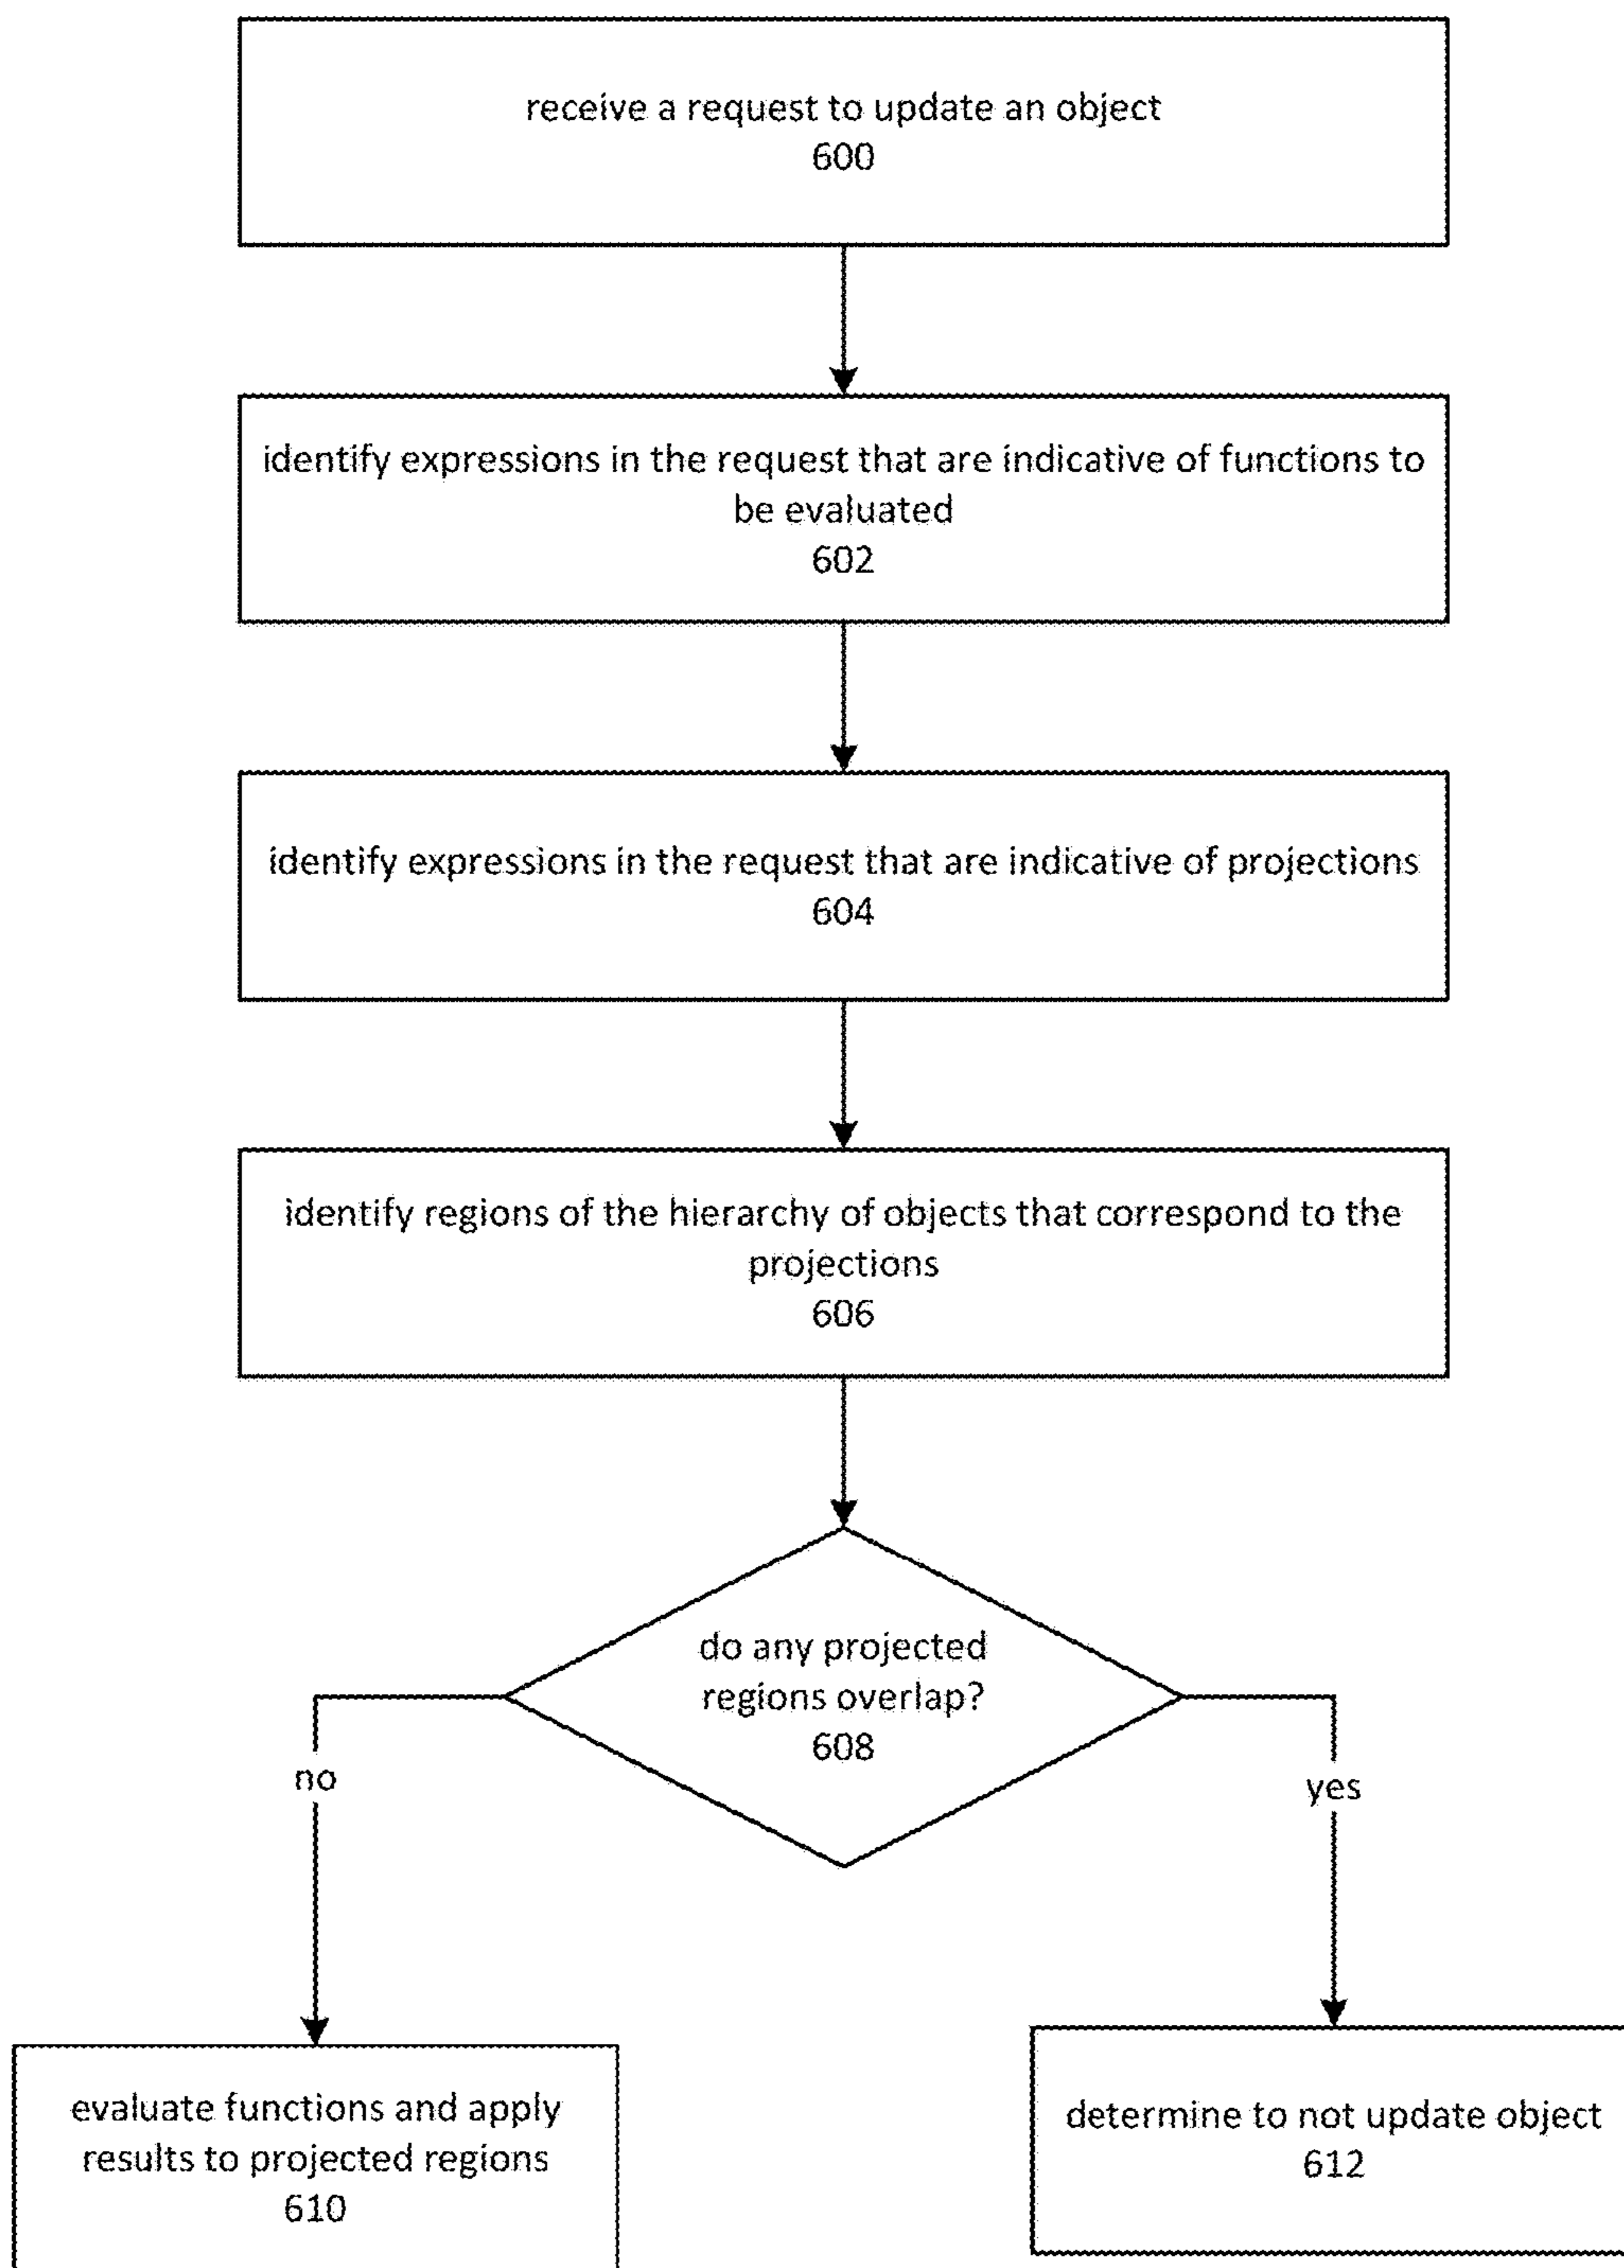 receive a request to update an object
600
identify expressions in the request that are indicative of functions to
be evaluated
602
identify expressions in the request that are indicative of projections
604
identify regions of the hierarchy of objects that correspond to the
projections
606
do any projected
regions overlap?
608
no
yes
evaluate functions and apply
results to projected regions
610
determine to not update object
612